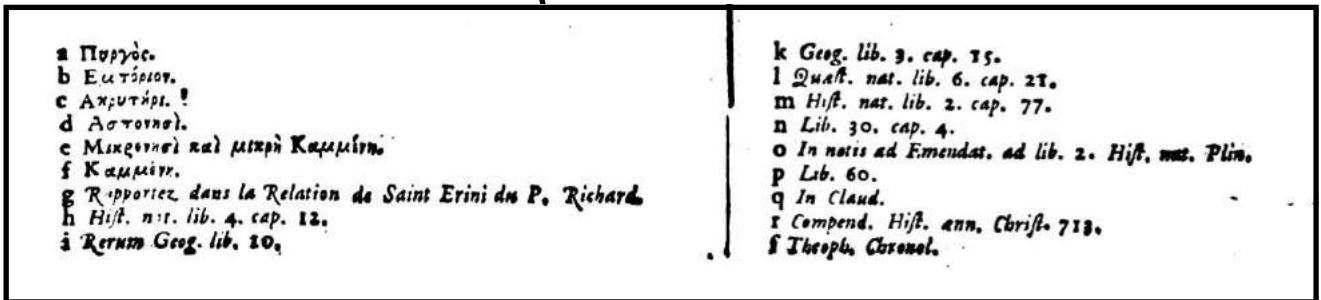 a Πυργὸς.
b Εμπόριον.
c Ακρωτήρι.
d Ασπονησὶ.
e Μικρονησὶ καὶ μικρὴ Καμμένη.
f Καμμένη.
g Rapportez dans la Relation de Saint Erini du P. Richard.
h Hiſt. nat. lib. 4. cap. 12.
i Rerum Geog. lib. 10.
k Geog. lib. 3. cap. 15.
l Quæſt. nat. lib. 6. cap. 21.
m Hiſt. nat. lib. 2. cap. 77.
n Lib. 30. cap. 4.
o In notis ad Emendat. ad lib. 2. Hiſt. nat. Plin.
p Lib. 60.
q In Claud.
r Compend. Hiſt. ann. Chriſt. 713.
ſ Theoph. Chronol.